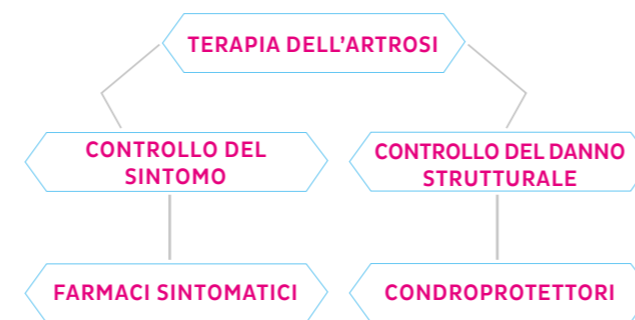 TERAPIA DELL’ARTROSI
CONTROLLO DEL
SINTOMO
CONTROLLO DEL DANNO
STRUTTURALE
FARMACI SINTOMATICI
CONDROPROTETTORI